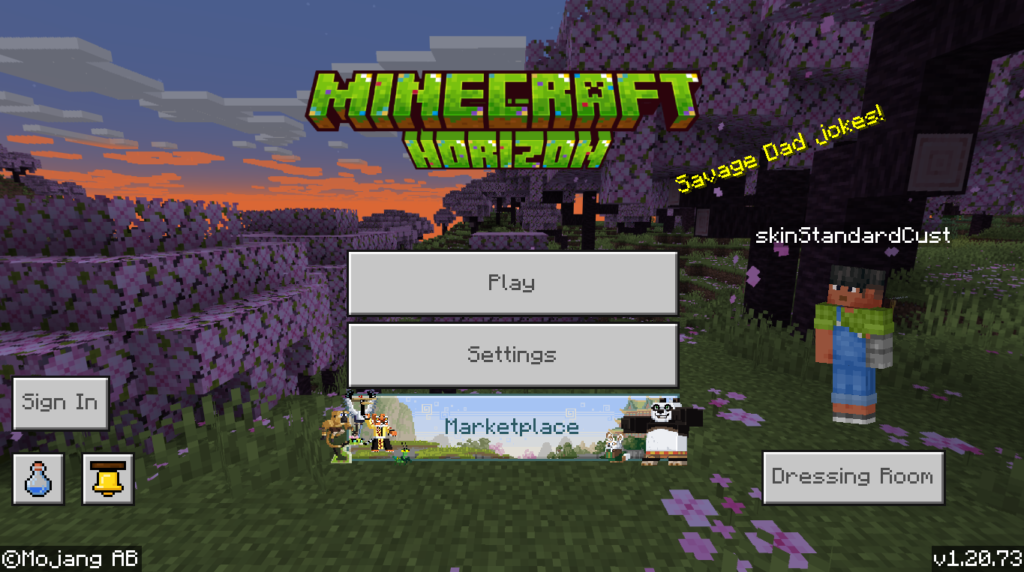 MINECRAFT
HORIZON
Savage Dad jokes!
skinStandardCust
Play
Settings
Sign In
Marketplace
Dressing Room
©Mojang AB
v1.20.73